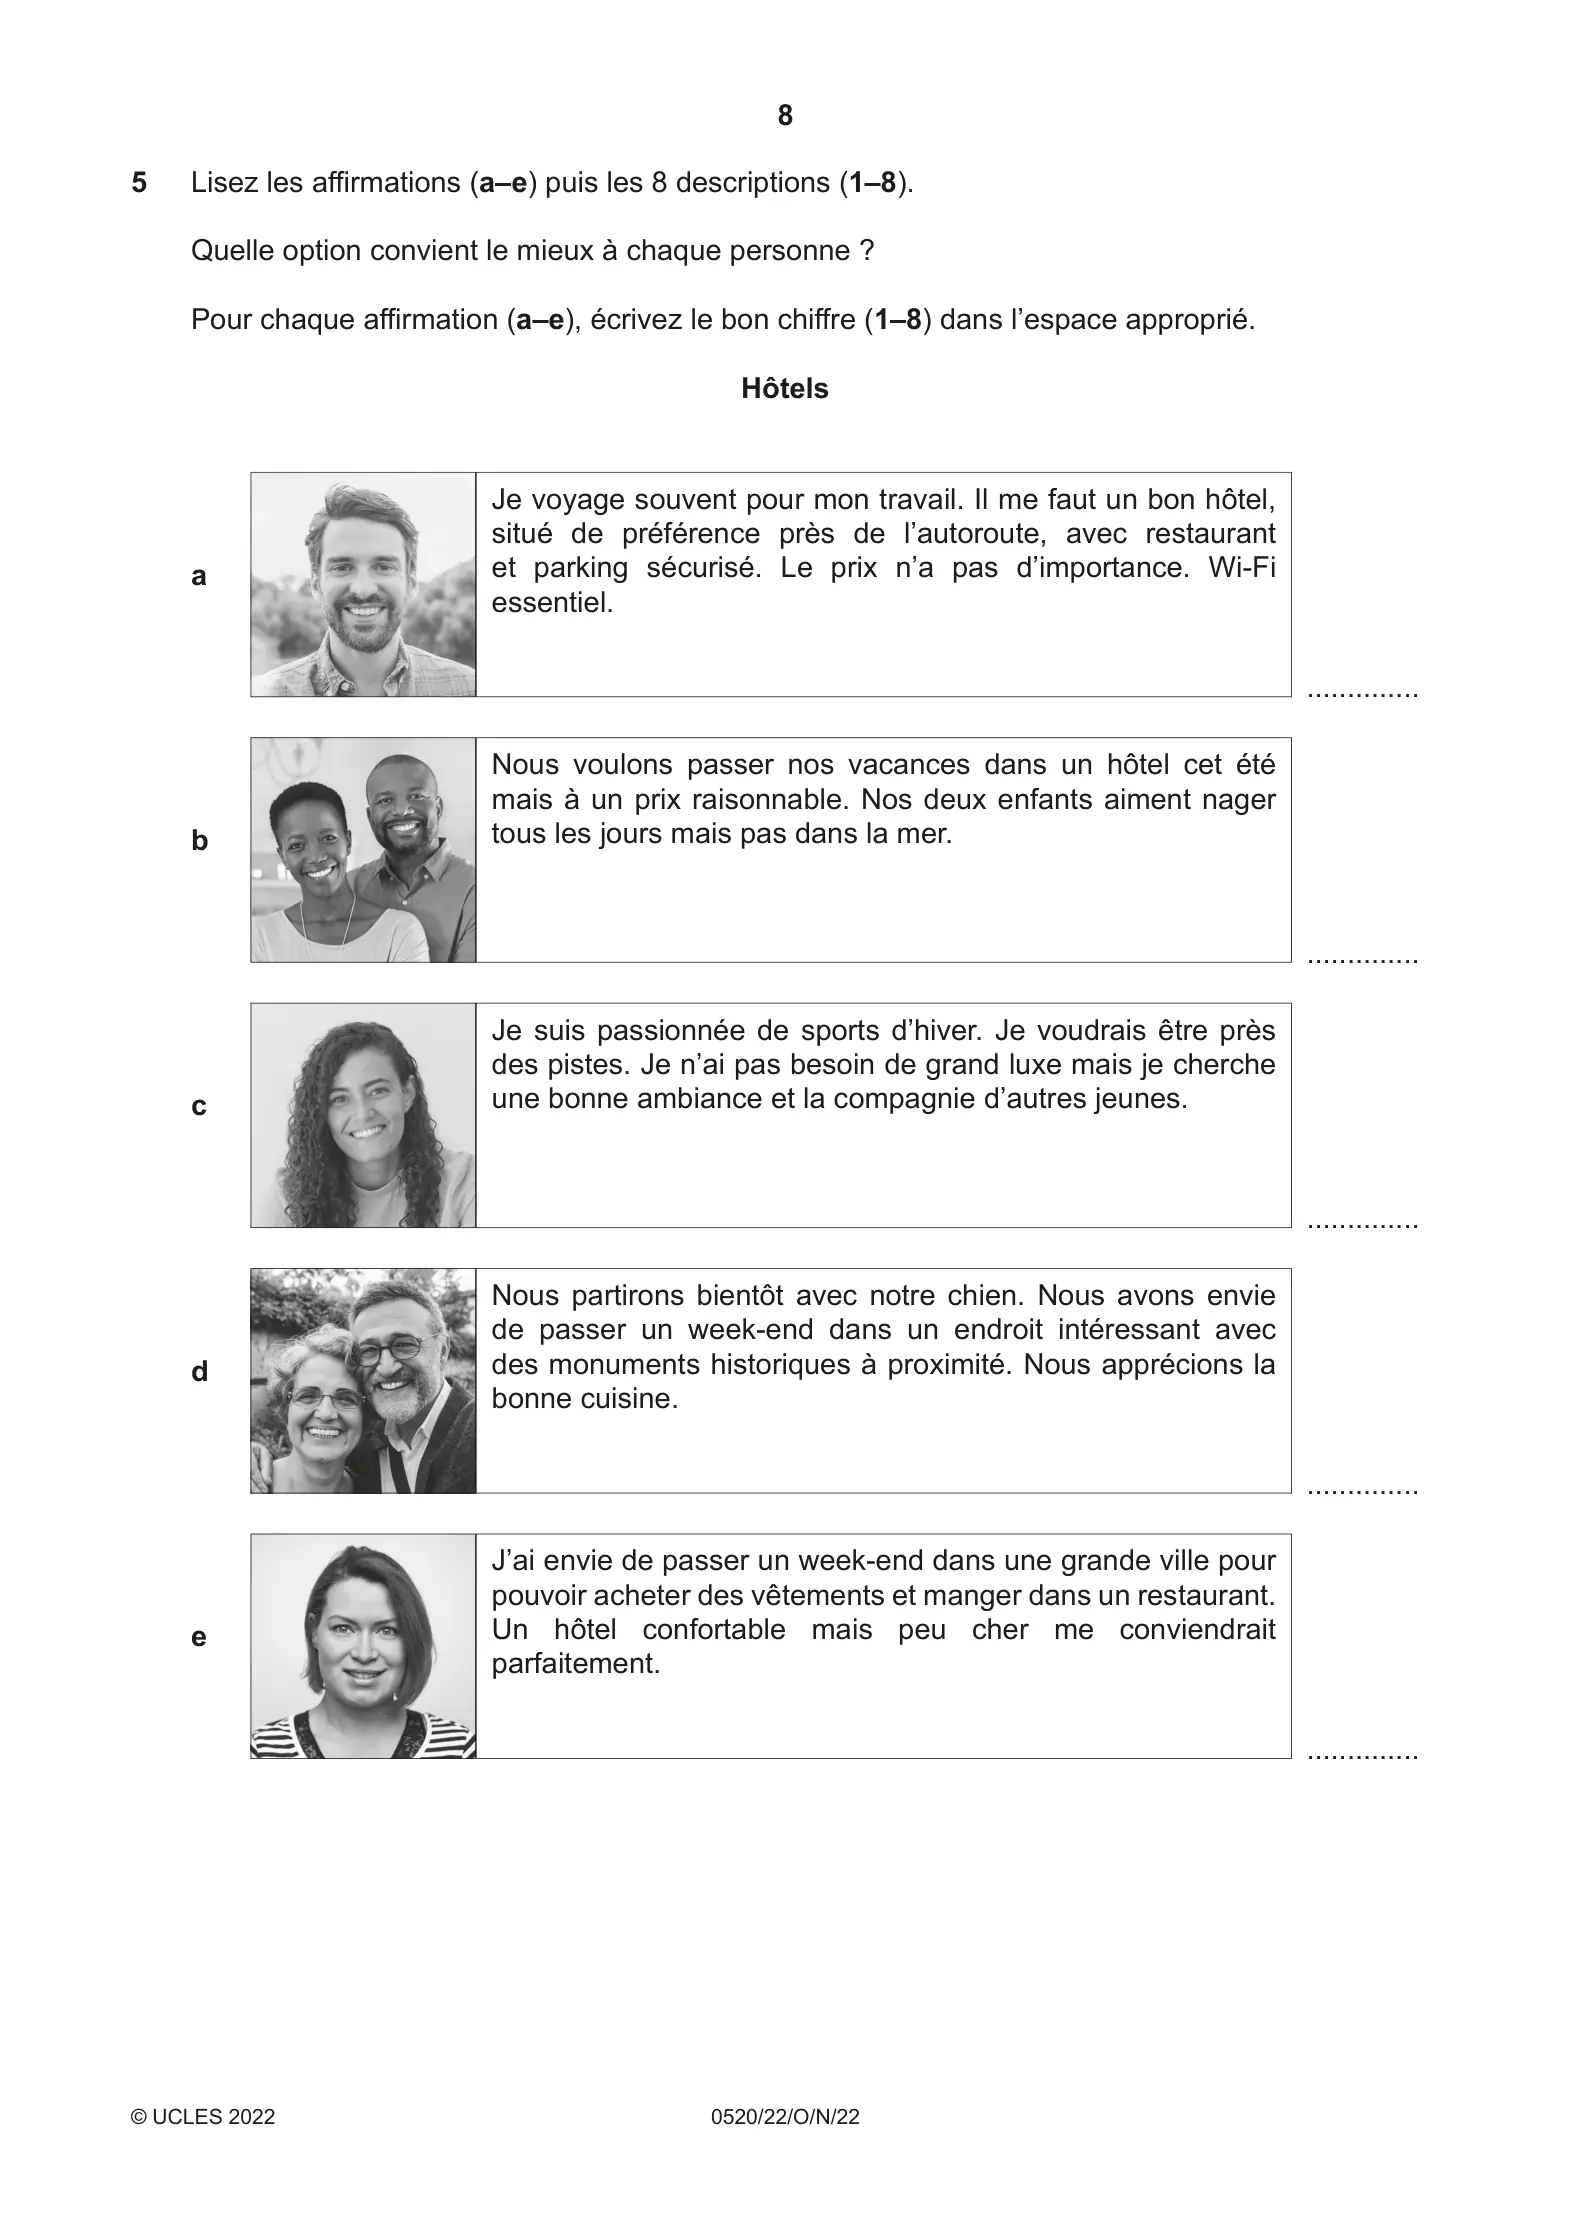 8
5 Lisez les affirmations (a–e) puis les 8 descriptions (1–8).
Quelle option convient le mieux à chaque personne ?
Pour chaque affirmation (a–e), écrivez le bon chiffre (1–8) dans l’espace approprié.
Hôtels
a
Je voyage souvent pour mon travail. Il me faut un bon hôtel,
situé de préférence près de l’autoroute, avec restaurant
et parking sécurisé. Le prix n’a pas d’importance. Wi-Fi
essentiel.
..............
b
Nous voulons passer nos vacances dans un hôtel cet été
mais à un prix raisonnable. Nos deux enfants aiment nager
tous les jours mais pas dans la mer.
..............
c
Je suis passionnée de sports d’hiver. Je voudrais être près
des pistes. Je n’ai pas besoin de grand luxe mais je cherche
une bonne ambiance et la compagnie d’autres jeunes.
..............
d
Nous partirons bientôt avec notre chien. Nous avons envie
de passer un week-end dans un endroit intéressant avec
des monuments historiques à proximité. Nous apprécions la
bonne cuisine.
..............
e
J’ai envie de passer un week-end dans une grande ville pour
pouvoir acheter des vêtements et manger dans un restaurant.
Un hôtel confortable mais peu cher me conviendrait
parfaitement.
..............
© UCLES 2022
0520/22/O/N/22